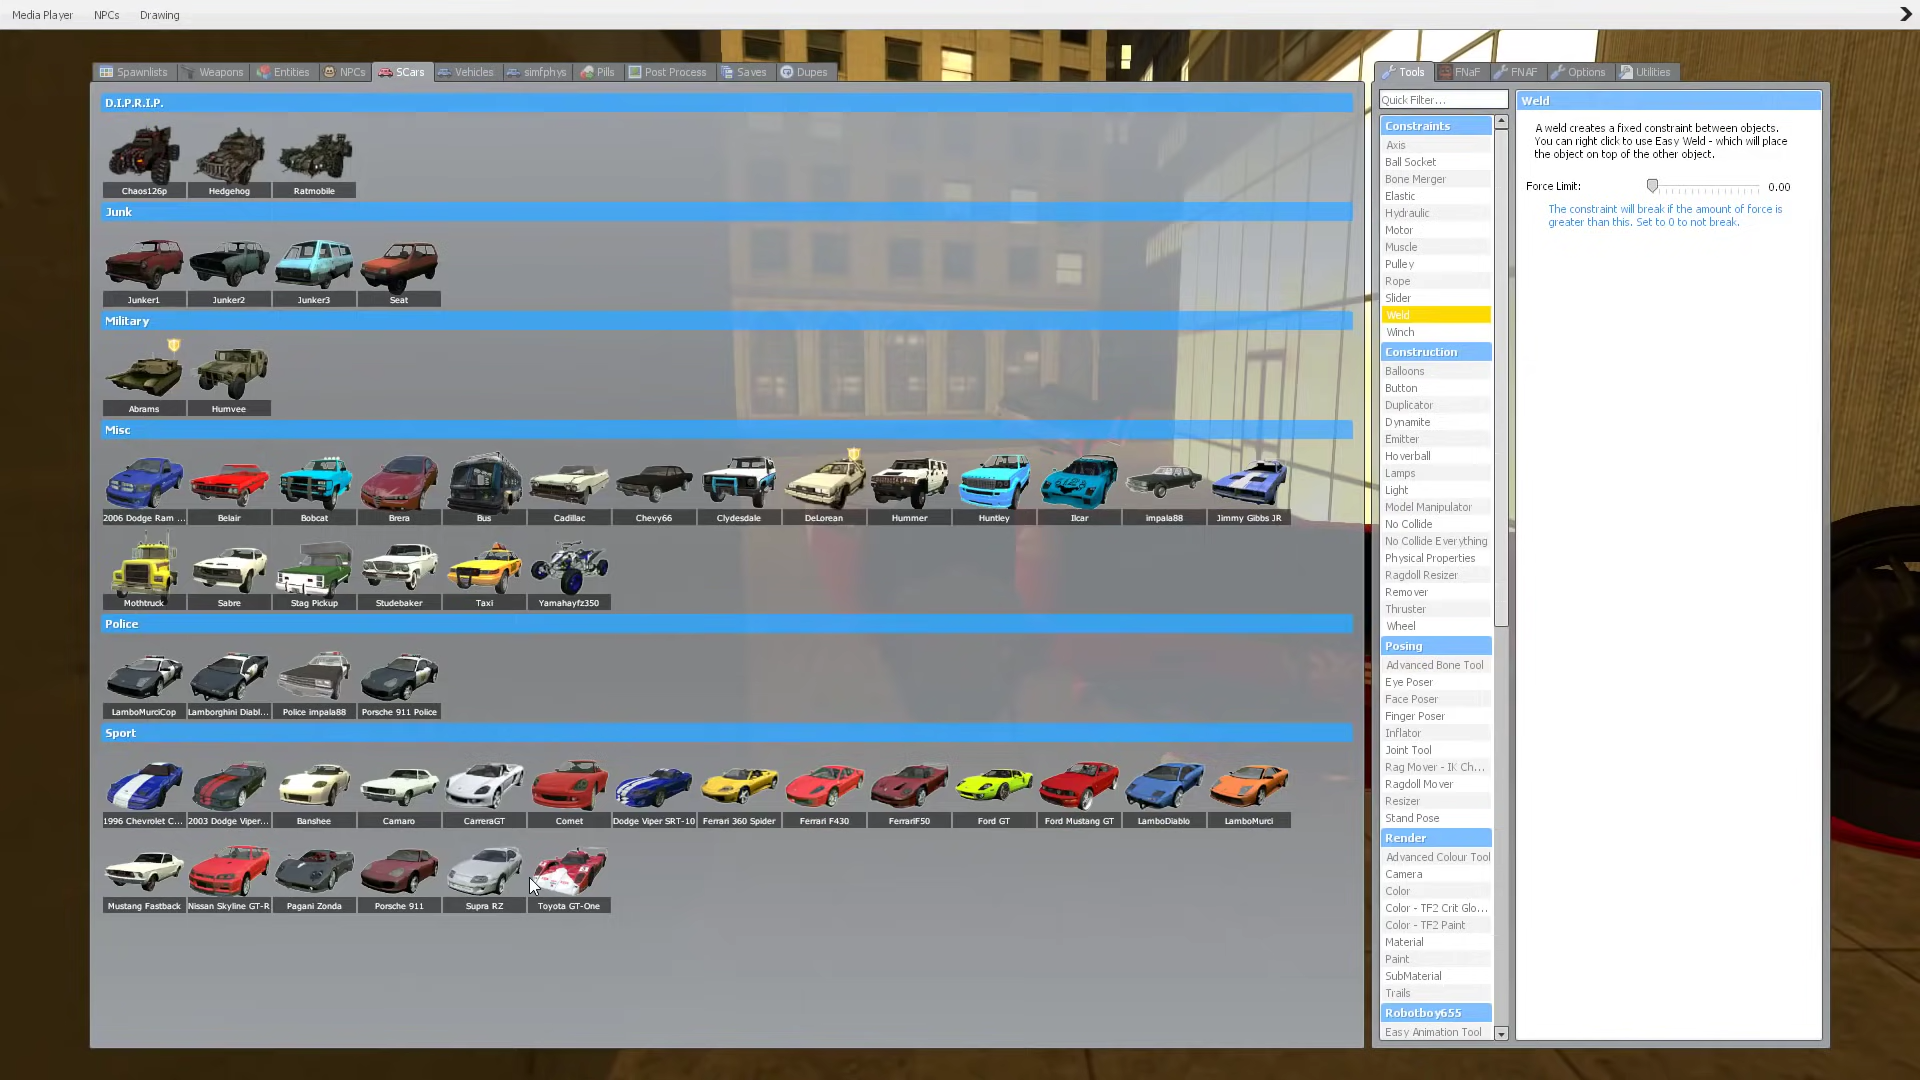 Media Player NPCs Drawing
Spawnlists Weapons Entities NPCs SCars Vehicles simfphys Pills Post Process Saves Dupes
D.I.P.R.I.P.
Chaos126p Hedgehog Ratmobile
Junk
Junker1 Junker2 Junker3 Seat
Military
Abrams Humvee
Misc
2006 Dodge Ram ... Belair Bobcat Brera Bus Cadillac Chevy66 Clydesdale DeLorean Hummer Huntley Ilcar impala88 Jimmy Gibbs JR
Mothtruck Sabre Stag Pickup Studebaker Taxi Yamahayfz350
Police
LamboMurciCop Lamborghini Diabl... Police impala88 Porsche 911 Police
Sport
1996 Chevrolet C... 2003 Dodge Viper... Banshee Camaro CarreraGT Comet Dodge Viper SRT-10 Ferrari 360 Spider Ferrari F430 FerrariF50 Ford GT Ford Mustang GT LamboDiablo LamboMurci
Mustang Fastback Nissan Skyline GT-R Pagani Zonda Porsche 911 Supra RZ Toyota GT-One
Tools FNaF FNAF Options Utilities
Quick Filter...
Constraints
Axis
Ball Socket
Bone Merger
Elastic
Hydraulic
Motor
Muscle
Pulley
Rope
Slider
Weld
Winch
Construction
Balloons
Button
Duplicator
Dynamite
Emitter
Hoverball
Lamps
Light
Model Manipulator
No Collide
No Collide Everything
Physical Properties
Ragdoll Resizer
Remover
Thruster
Wheel
Posing
Advanced Bone Tool
Eye Poser
Face Poser
Finger Poser
Inflator
Joint Tool
Rag Mover - IK Ch...
Ragdoll Mover
Resizer
Stand Pose
Render
Advanced Colour Tool
Camera
Color
Color - TF2 Crit Glo...
Color - TF2 Paint
Material
Paint
SubMaterial
Trails
Robotboy655
Easy Animation Tool
Weld
A weld creates a fixed constraint between objects.
You can right click to use Easy Weld - which will place
the object on top of the other object.
Force Limit: 0.00
The constraint will break if the amount of force is
greater than this. Set to 0 to not break.